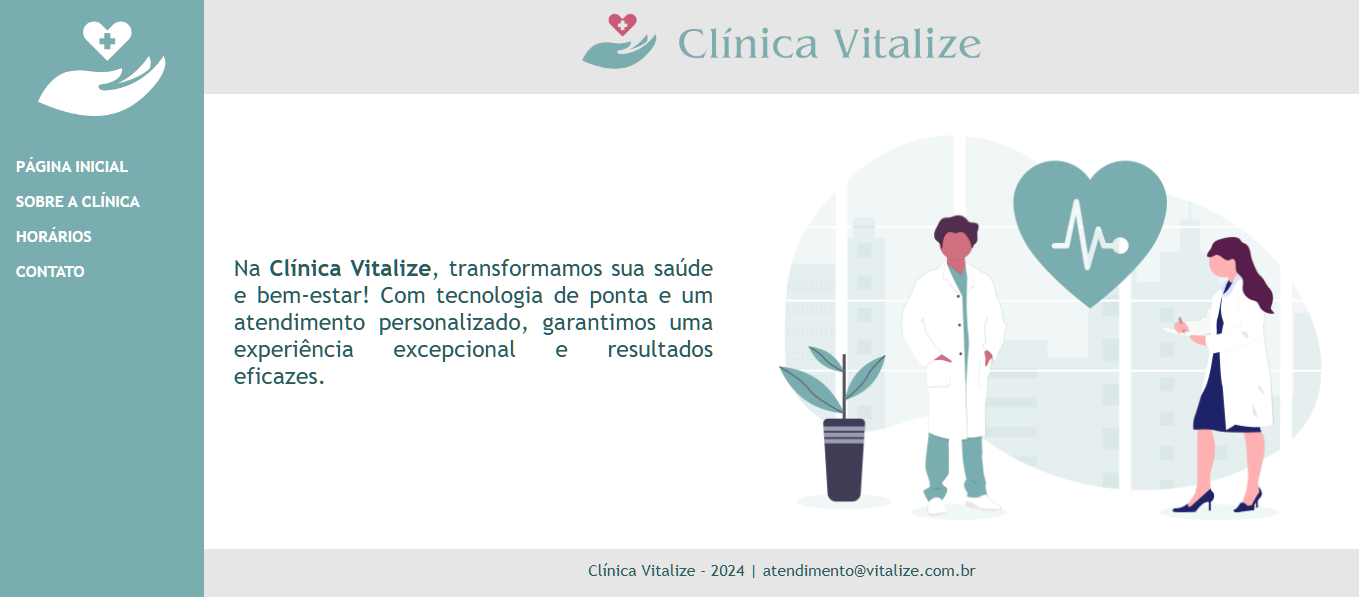 Clínica Vitalize
PÁGINA INICIAL
SOBRE A CLÍNICA
HORÁRIOS
CONTATO
Na Clínica Vitalize, transformamos sua saúde
e bem-estar! Com tecnologia de ponta e um
atendimento personalizado, garantimos uma
experiência excepcional e resultados
eficazes.
Clínica Vitalize - 2024 | atendimento@vitalize.com.br